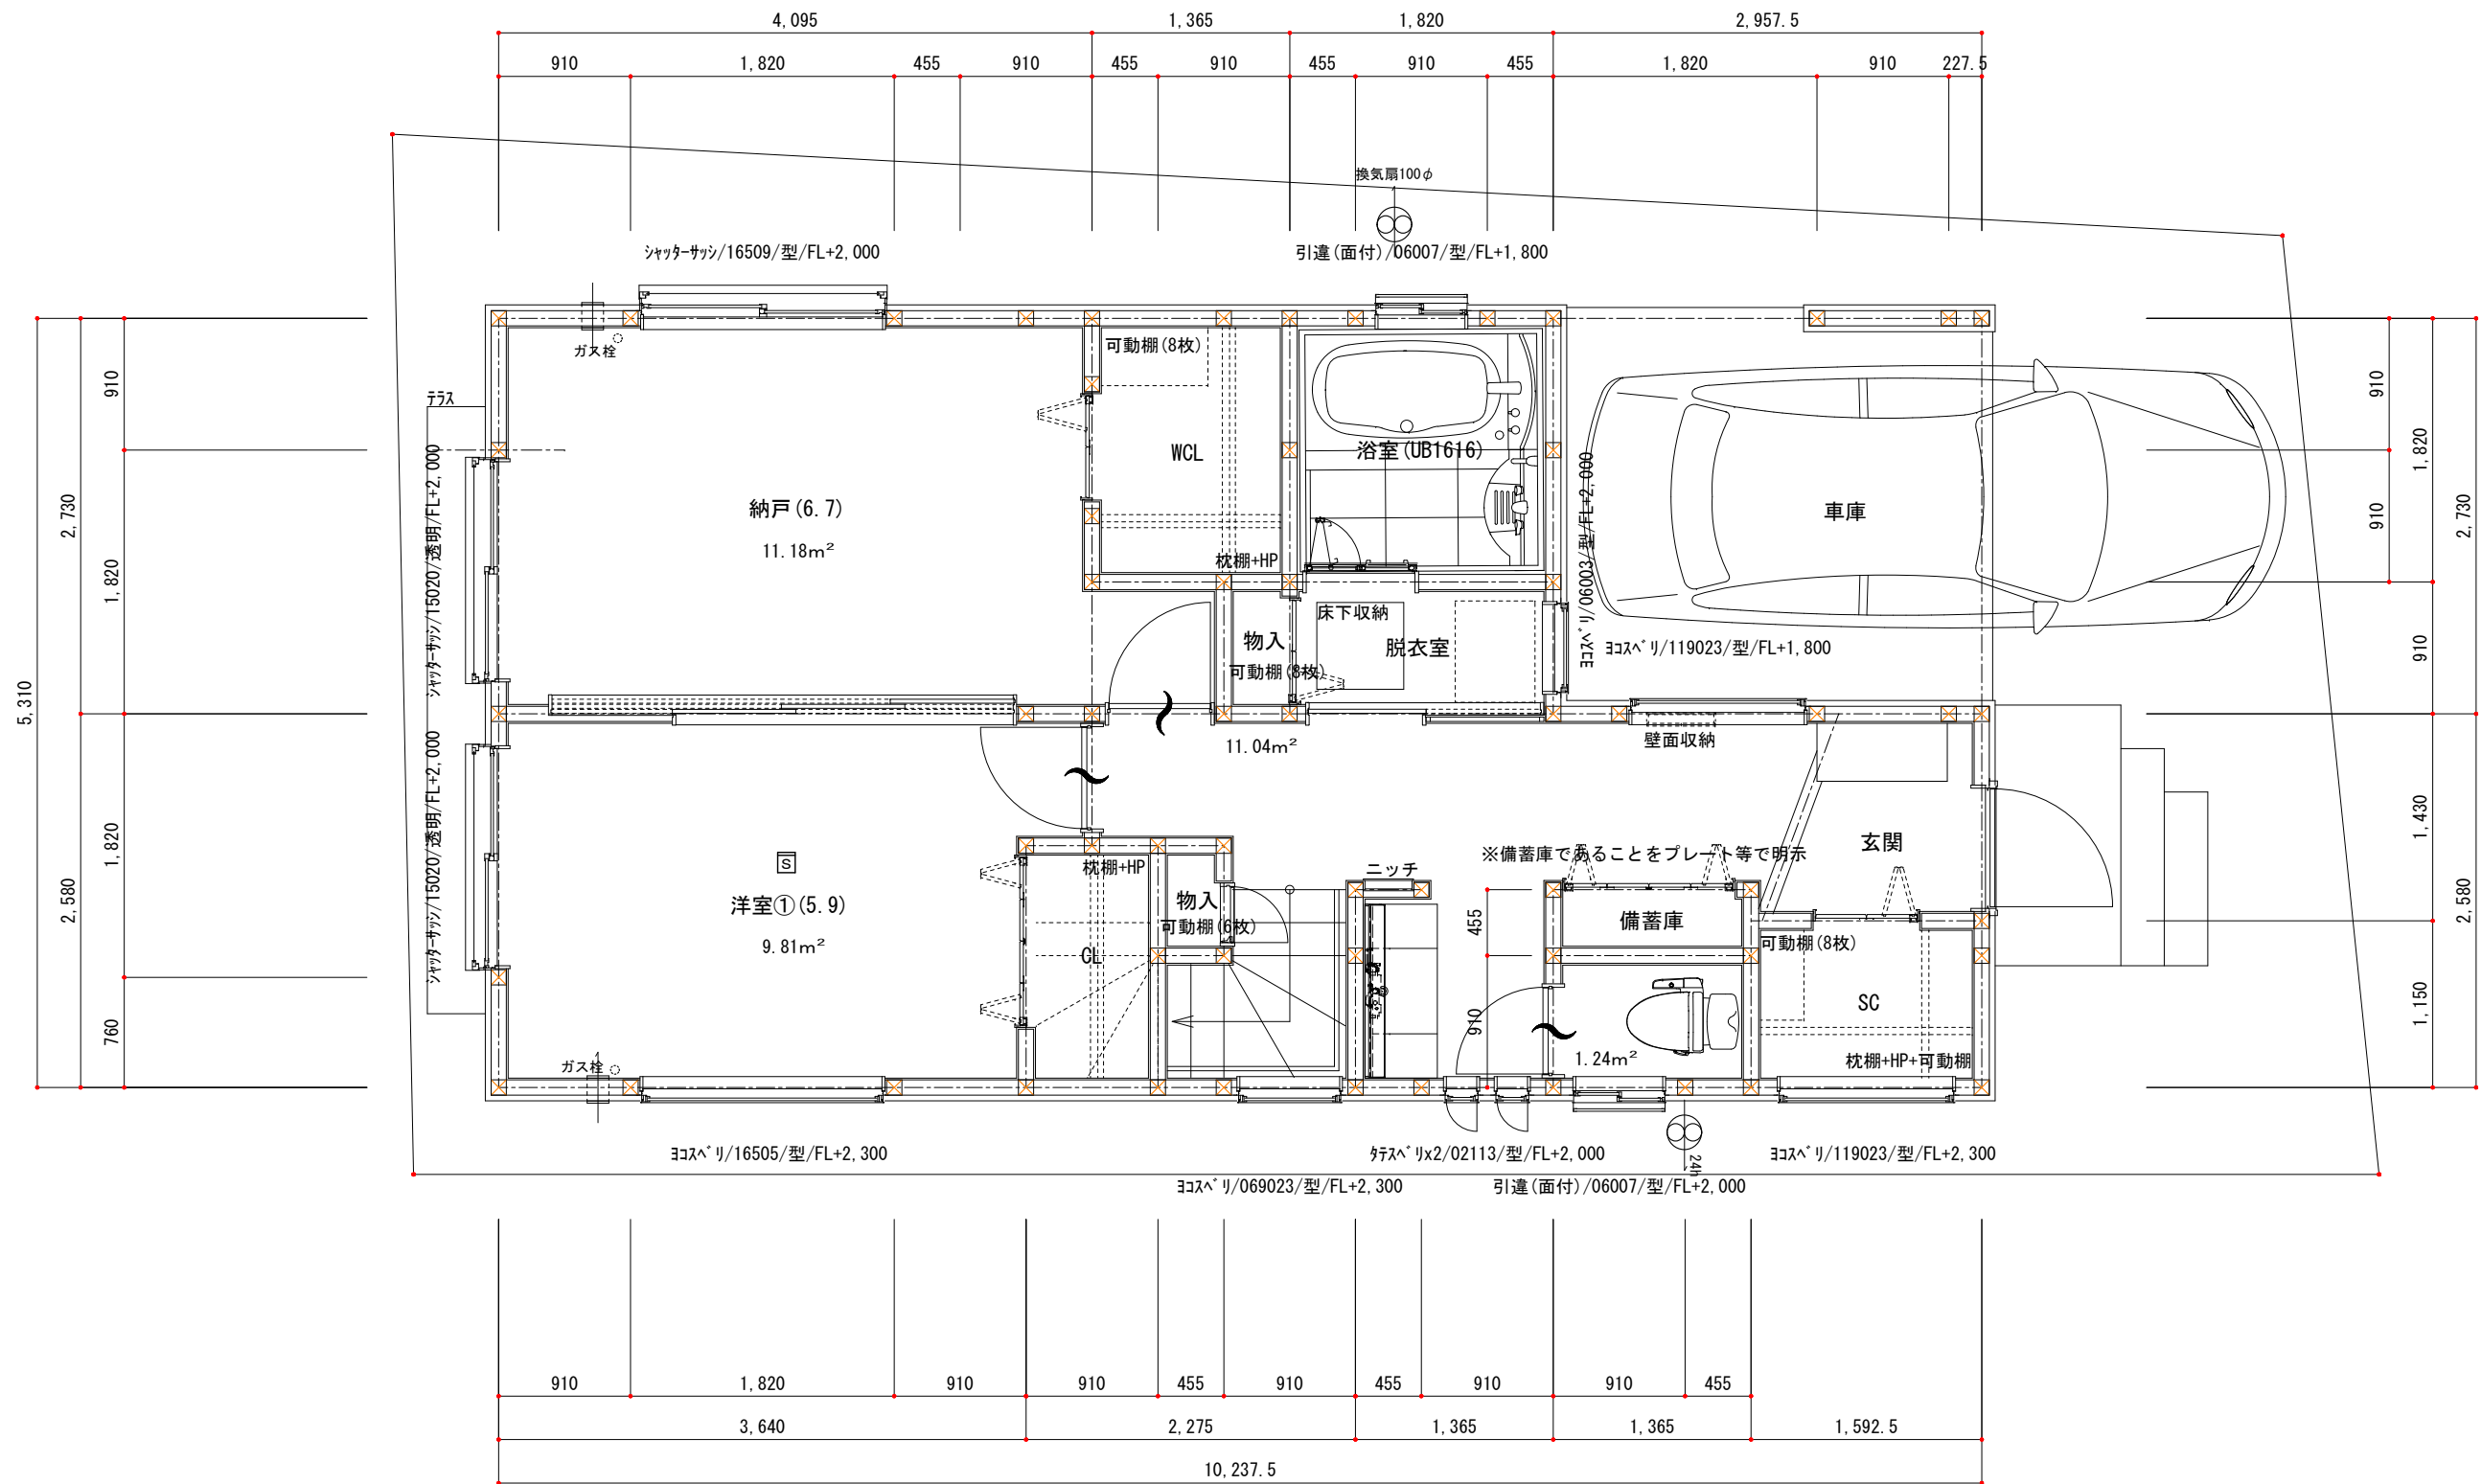 4,095
1,365
1,820
2,957.5
910
1,820
455
910
455
910
455
910
455
1,820
910
227.5
換気扇100φ
シャッターサッシ/16509/型/FL+2,000
引違(面付)/06007/型/FL+1,800
ガス栓
可動棚(8枚)
テラス
WCL
浴室(UB1616)
納戸(6.7)
11.18m²
枕棚+HP
車庫
シャッターサッシ/15020/透明/FL+2,000
ヨコスベリ/06003/型/FL+2,000
床下収納
物入
脱衣室
可動棚(8枚)
ヨコスベリ/119023/型/FL+1,800
11.04m²
壁面収納
シャッターサッシ/15020/透明/FL+2,000
玄関
※備蓄庫であることをプレート等で明示
S
枕棚+HP
ニッチ
洋室①(5.9)
9.81m²
物入
可動棚(6枚)
備蓄庫
可動棚(8枚)
CL
455
910
SC
1.24m²
枕棚+HP+可動棚
ガス栓
ヨコスベリ/16505/型/FL+2,300
タテスベリx2/02113/型/FL+2,000
24h
ヨコスベリ/119023/型/FL+2,300
ヨコスベリ/069023/型/FL+2,300
引違(面付)/06007/型/FL+2,000
5,310
2,730
2,580
910
1,820
1,820
760
910
910
1,820
910
1,430
1,150
2,730
2,580
910
1,820
910
910
455
910
455
910
910
455
3,640
2,275
1,365
1,365
1,592.5
10,237.5